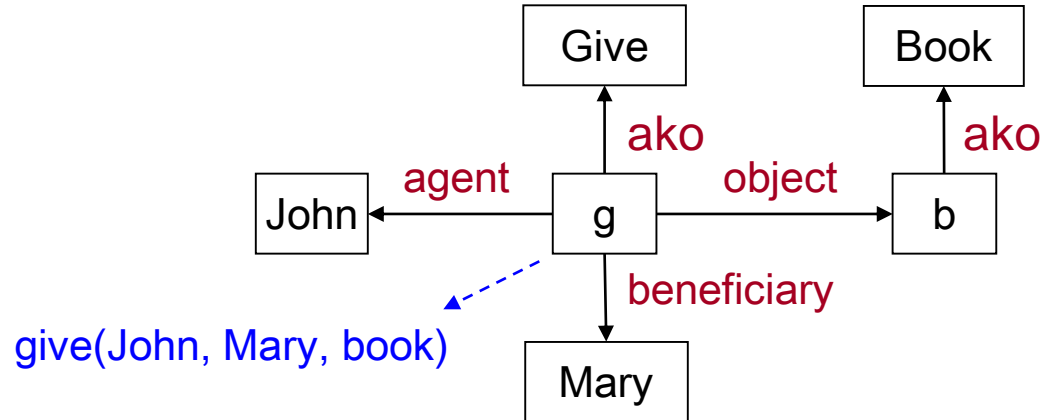 Give
Book
ako
ako
agent
object
John
g
b
beneficiary
give(John, Mary, book)
Mary